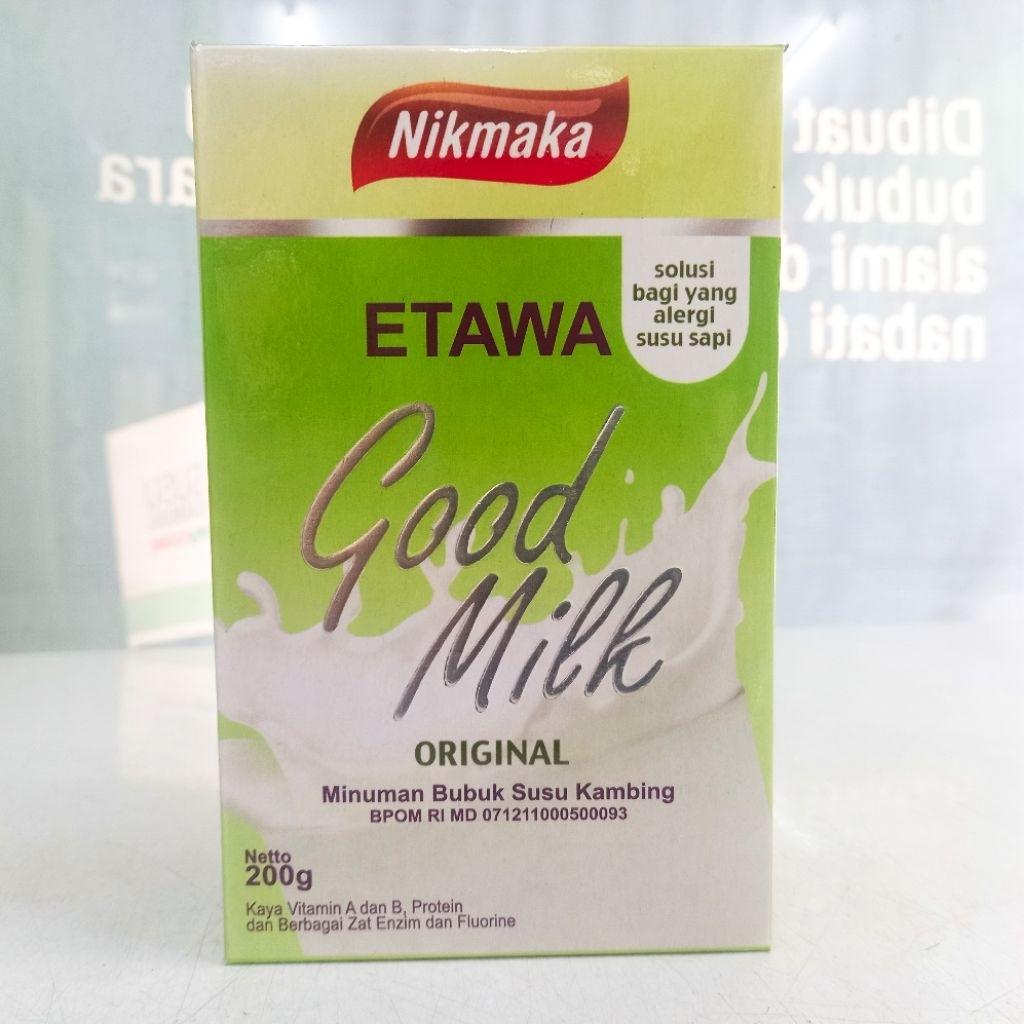 Nikmaka
ETAWA
solusi
bagi yang
alergi
susu sapi
Good
Milk
ORIGINAL
Minuman Bubuk Susu Kambing
BPOM RI MD 071211000500093
Netto
200g
Kaya Vitamin A dan B, Protein
dan Berbagai Zat Enzim dan Fluorine
Dibuat
bubuk
alami
nabati